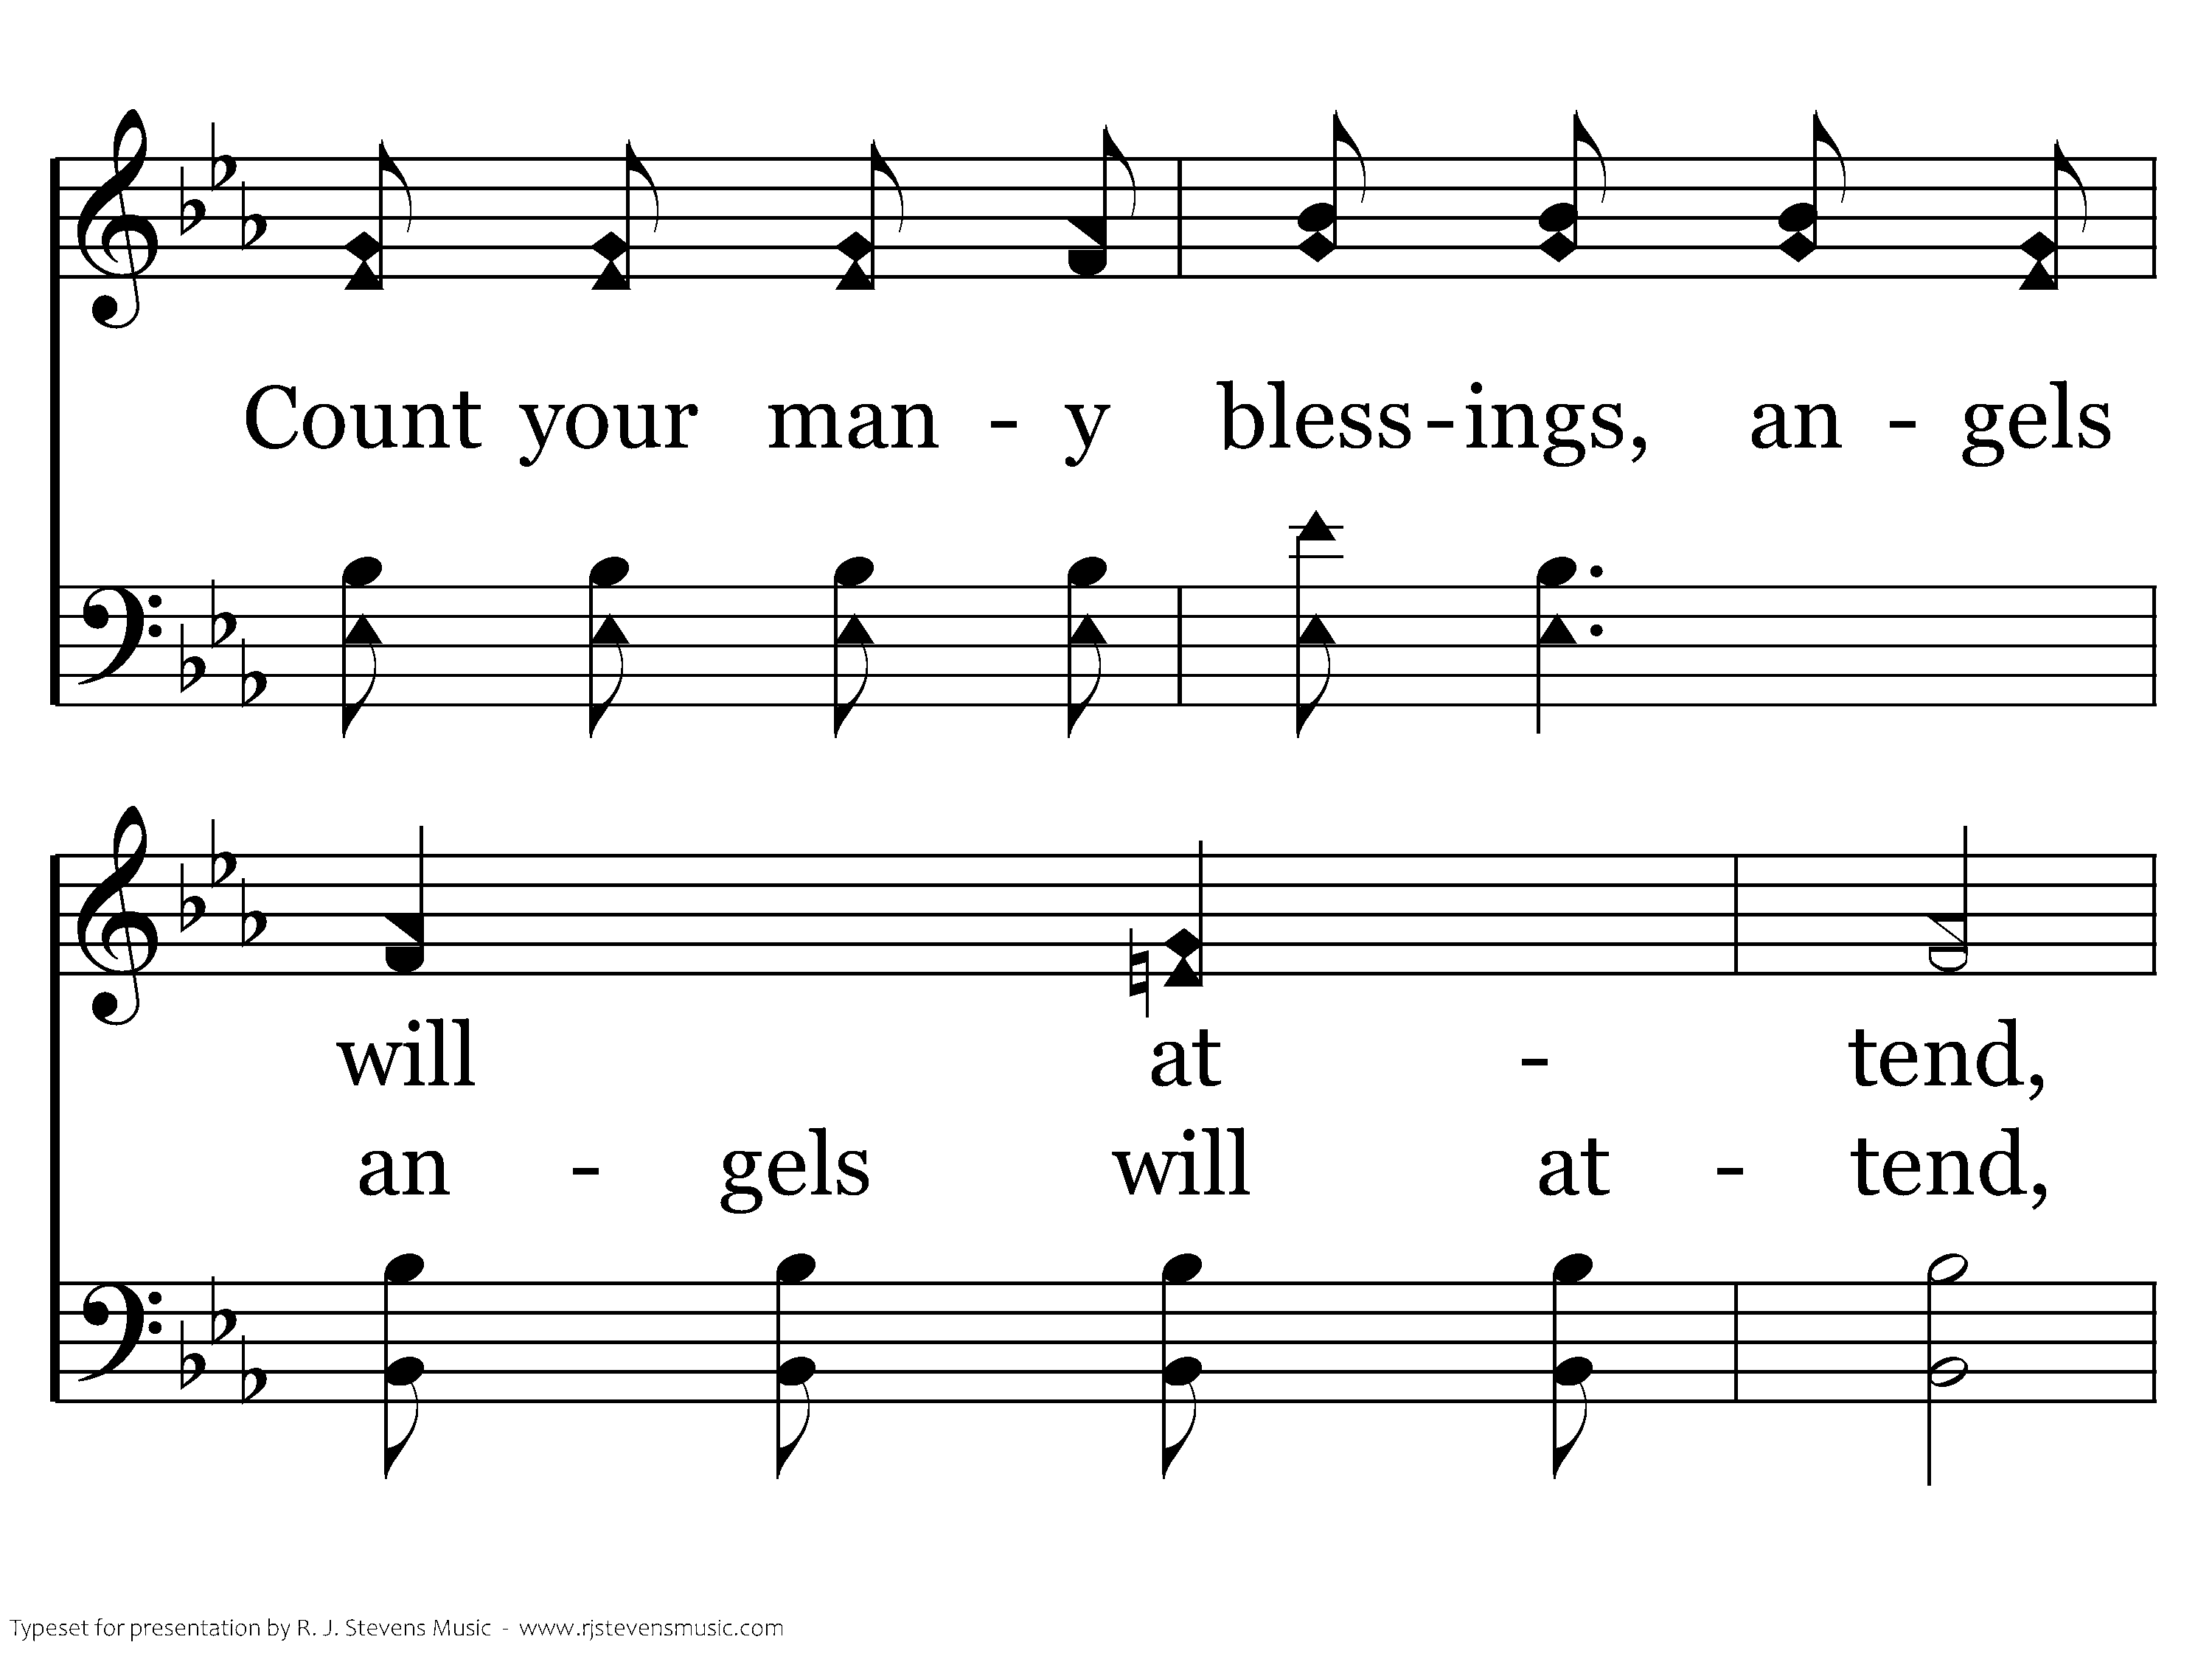 Count your man - y bless - ings, an - gels
will at - tend,
an - gels will at - tend,
Typeset for presentation by R. J. Stevens Music - www.rjstevensmusic.com